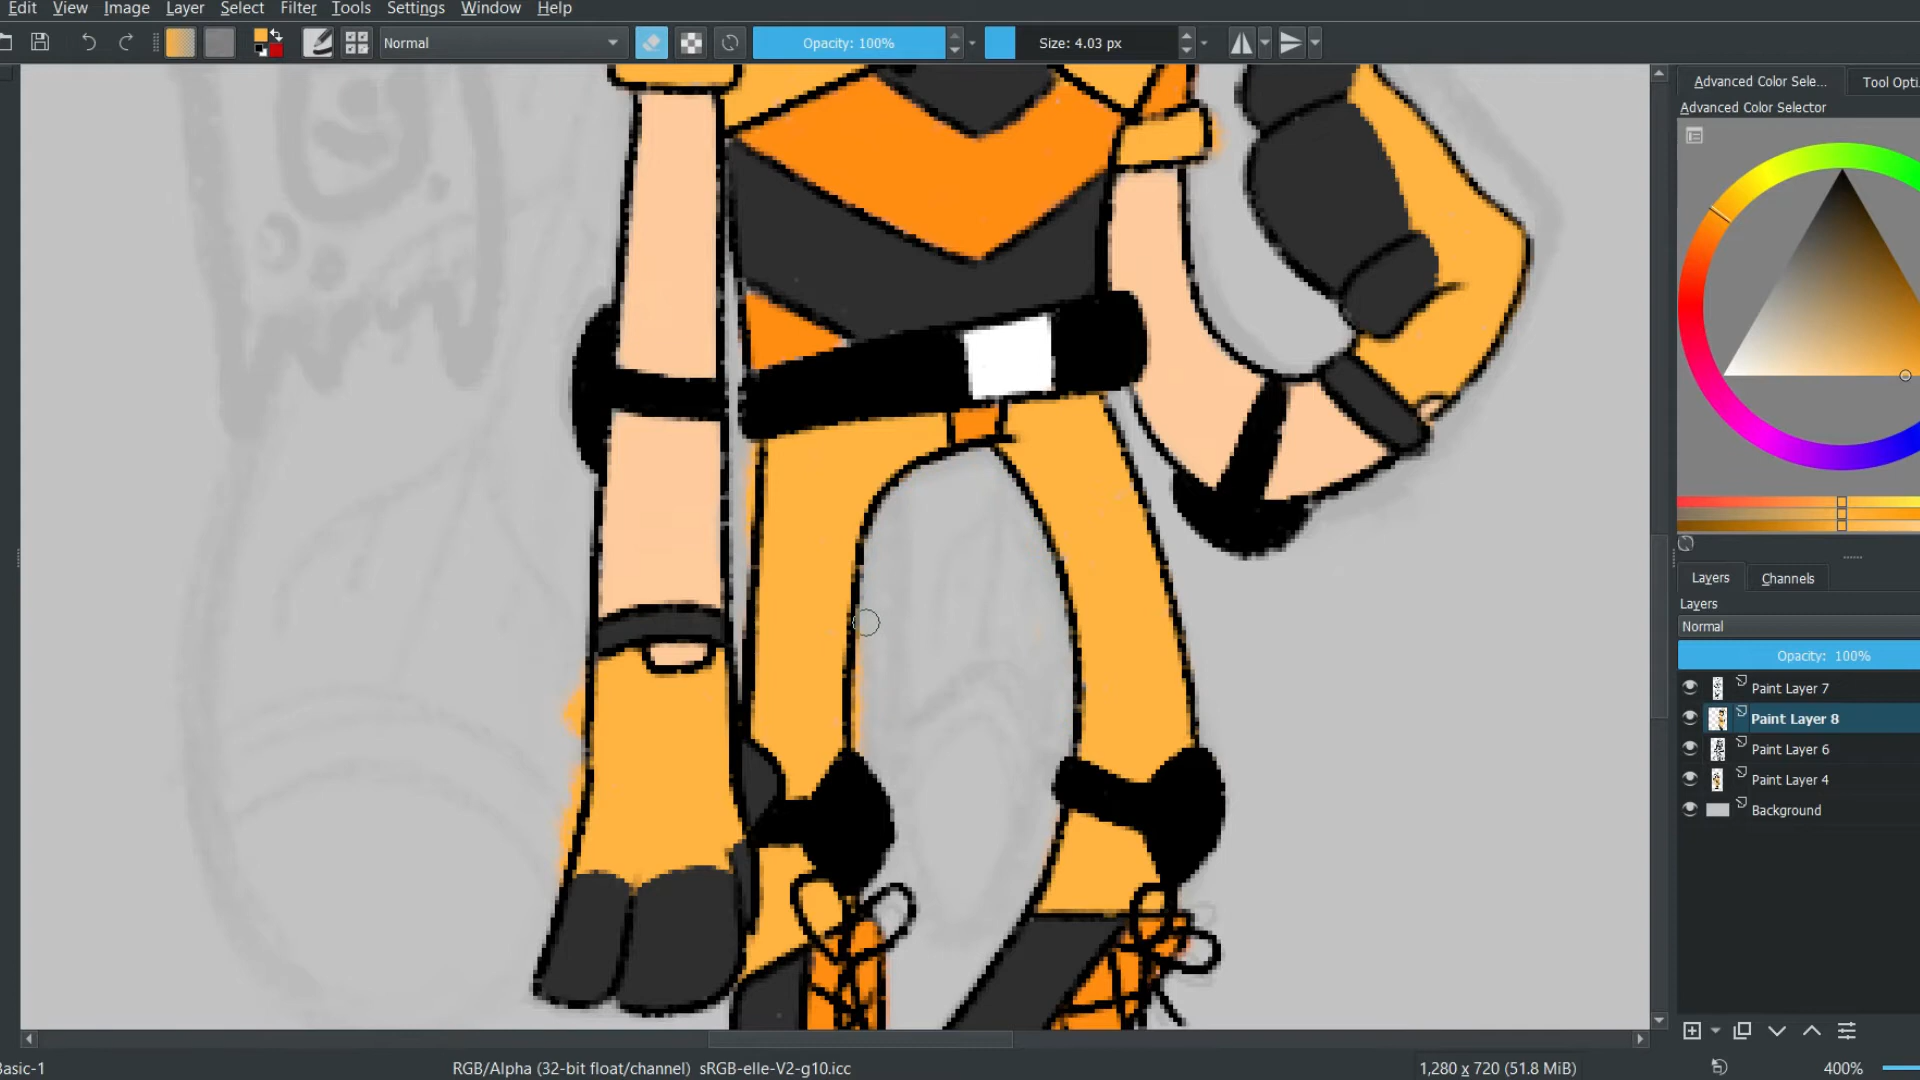 Edit View Image Layer Select Filter Tools Settings Window Help
Normal Opacity: 100% Size: 4.03 px
Advanced Color Sele... Tool Opti
Advanced Color Selector
Layers Channels
Layers
Normal
Opacity: 100%
Paint Layer 7
Paint Layer 8
Paint Layer 6
Paint Layer 4
Background
Basic-1 RGB/Alpha (32-bit float/channel) sRGB-elle-V2-g10.icc 1,280 x 720 (51.8 MiB) 400%